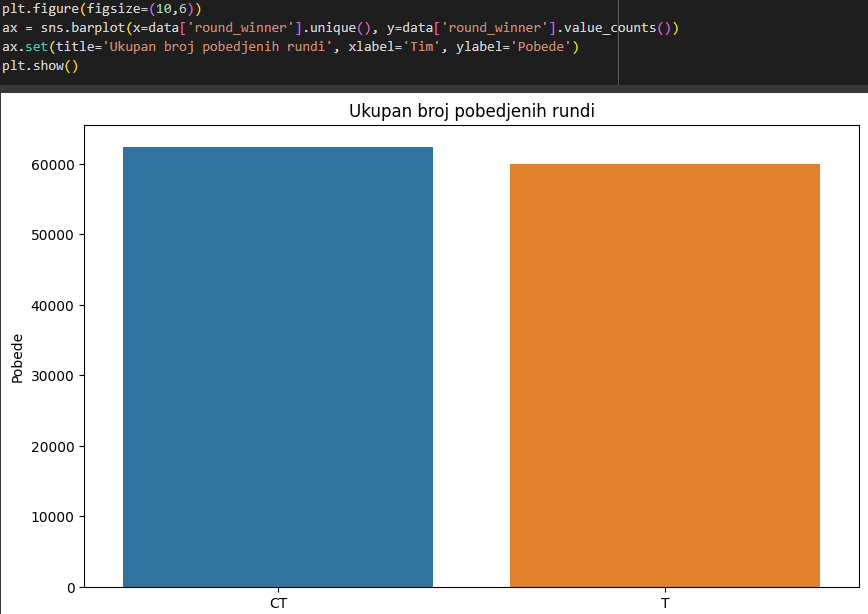 plt.figure(figsize=(10,6))
ax = sns.barplot(x=data['round_winner'].unique(), y=data['round_winner'].value_counts())
ax.set(title='Ukupan broj pobedjenih rundi', xlabel='Tim', ylabel='Pobede')
plt.show()
Ukupan broj pobedjenih rundi
60000
50000
40000
30000
20000
10000
0
Pobede
CT
T